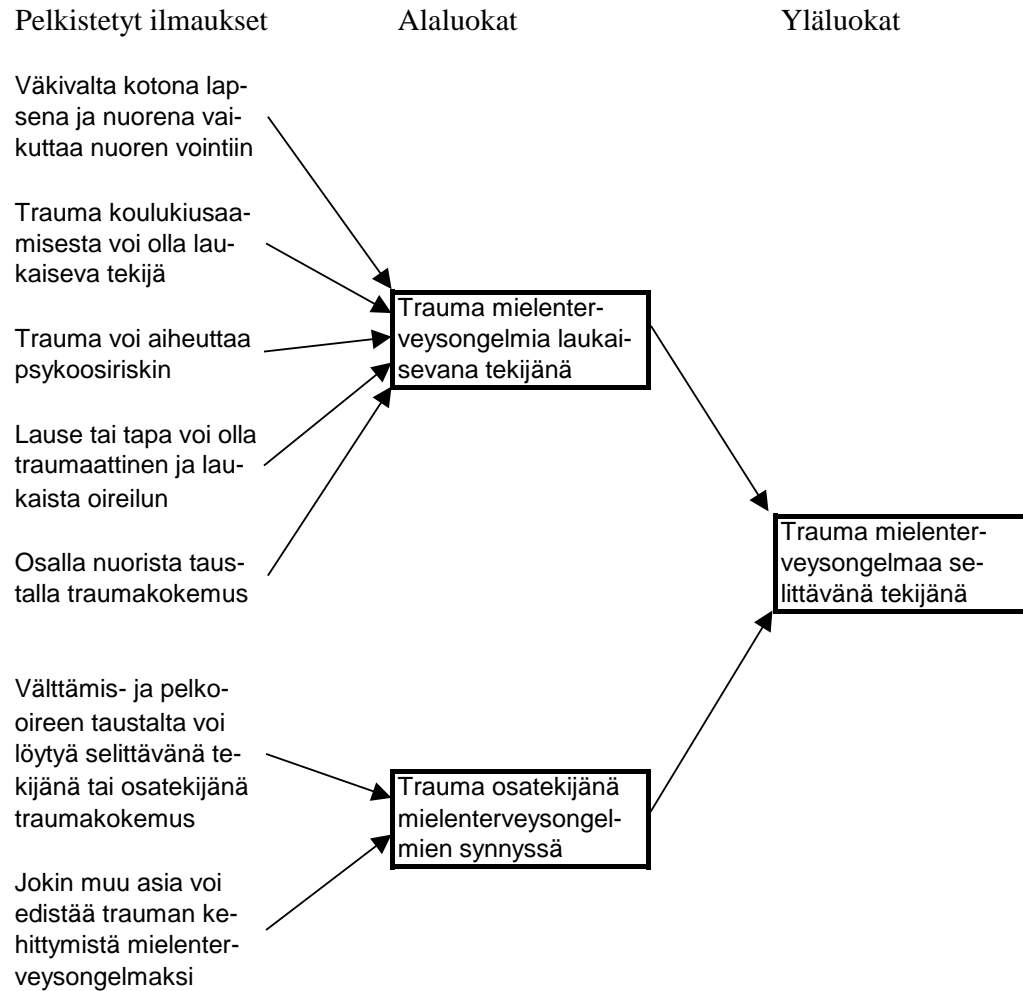 Pelkistetyt ilmaukset
Alaluokat
Yläluokat
Väkivalta kotona lap-
sena ja nuorena vai-
kuttaa nuoren vointiin
Trauma koulukiusaa-
misesta voi olla lau-
kaiseva tekijä
Trauma voi aiheuttaa
psykoosiriskin
Lause tai tapa voi olla
traumaattinen ja lau-
kaista oireilun
Osalla nuorista taus-
talla traumakokemus
Välttämis- ja pelko-
oireen taustalta voi
löytyä selittävänä te-
kijänä tai osatekijänä
traumakokemus
Jokin muu asia voi
edistää trauman ke-
hittymistä mielenter-
veysongelmaksi
Trauma mielenter-
veysongelmia laukai-
sevana tekijänä
Trauma osatekijänä
mielenterveysongel-
mien synnyssä
Trauma mielenter-
veysongelmaa se-
littävänä tekijänä